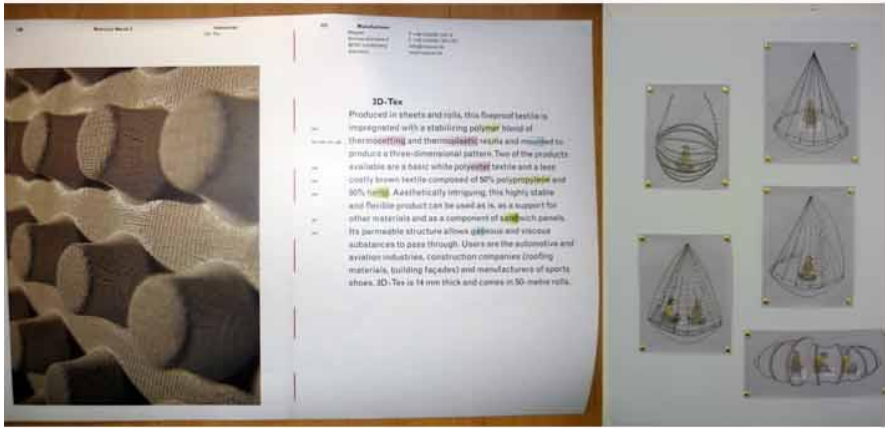 Material World 2
Manufacturer
3D-Tex
Produced in sheets and rolls, this fireproof textile is
impregnated with a stabilizing polymer blend of
thermosetting and thermoplastic resins and moulded to
produce a three-dimensional pattern. Two of the products
available are a basic white polyester textile and a less
costly brown textile composed of 50% polypropylene and
50% hemp. Aesthetically intriguing, this highly stable
and flexible product can be used as is, as a support for
other materials and as a component of sandwich panels.
Its permeable structure allows gaseous and viscous
substances to pass through. Users are the automotive and
aviation industries, construction companies (roofing
materials, building façades) and manufacturers of sports
shoes. 3D-Tex is 14 mm thick and comes in 50-metre rolls.